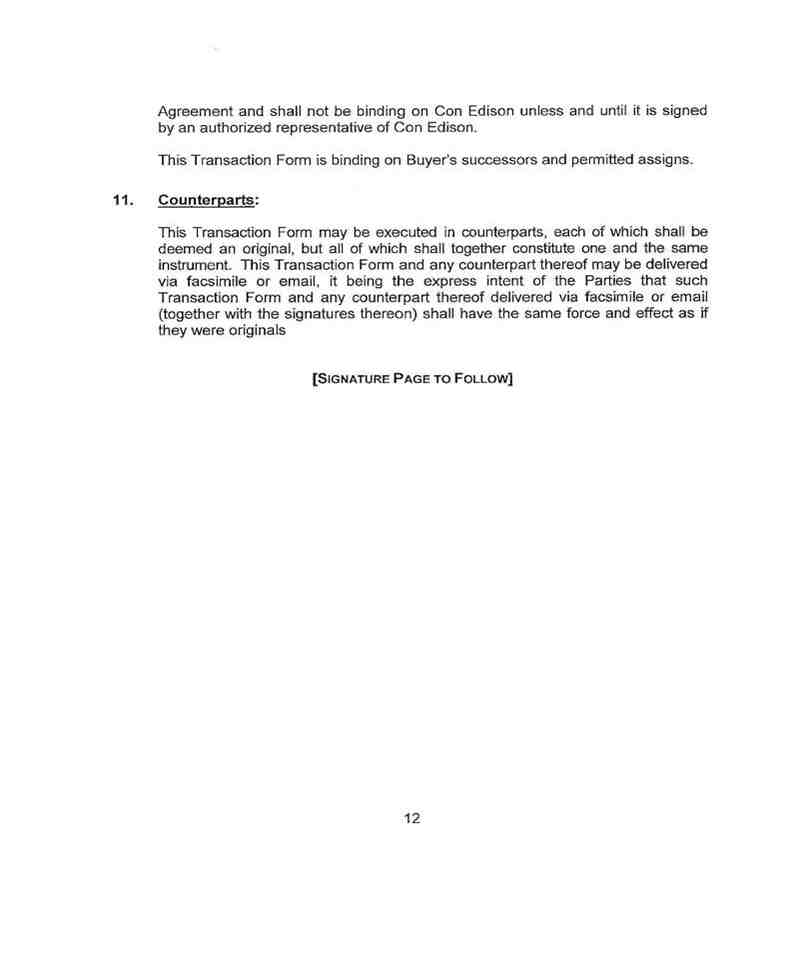 Agreement and shall not be binding on Con Edison unless and until it is signed
by an authorized representative of Con Edison.
This Transaction Form is binding on Buyer's successors and permitted assigns.
11. Counterparts:
This Transaction Form may be executed in counterparts, each of which shall be
deemed an original, but all of which shall together constitute one and the same
instrument. This Transaction Form and any counterpart thereof may be delivered
via facsimile or email, it being the express intent of the Parties that such
Transaction Form and any counterpart thereof delivered via facsimile or email
(together with the signatures thereon) shall have the same force and effect as if
they were originals
[SIGNATURE PAGE TO FOLLOW]
12